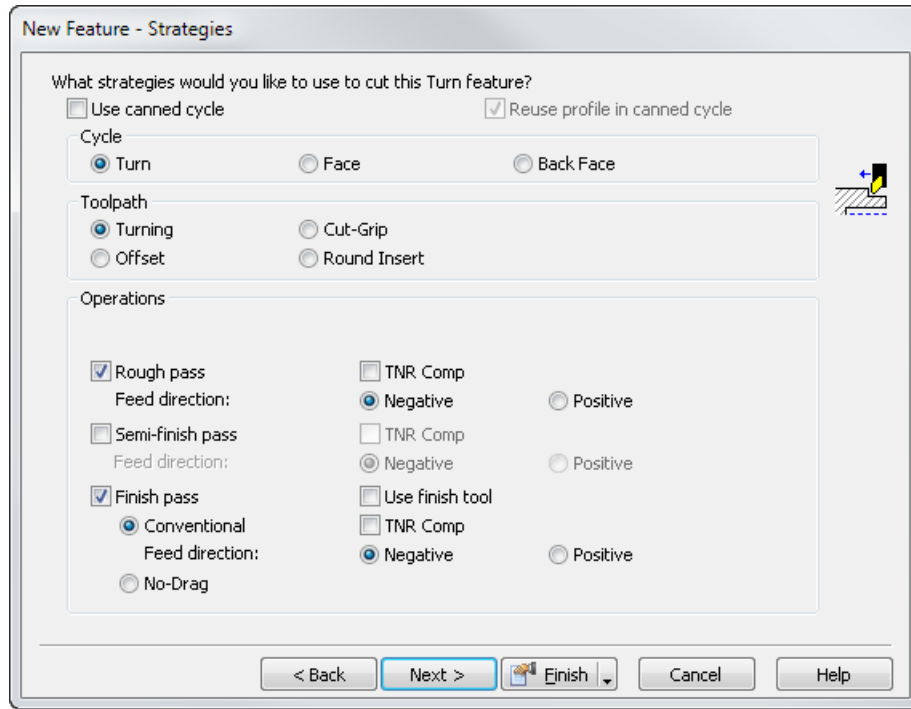 New Feature - Strategies
What strategies would you like to use to cut this Turn feature?
Use canned cycle Reuse profile in canned cycle
Cycle
Turn Face Back Face
Toolpath
Turning Cut-Grip
Offset Round Insert
Operations
Rough pass TNR Comp
Feed direction: Negative Positive
Semi-finish pass TNR Comp
Feed direction: Negative Positive
Finish pass Use finish tool
Conventional TNR Comp
Feed direction: Negative Positive
No-Drag
< Back Next > Finish Cancel Help